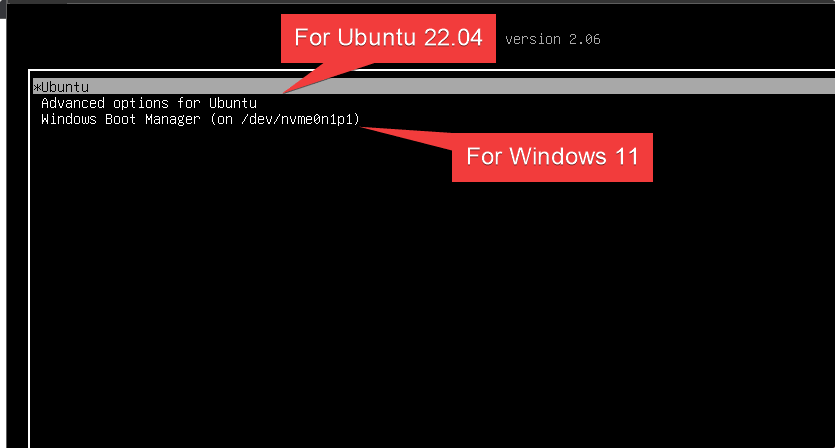 For Ubuntu 22.04
version 2.06
*Ubuntu
Advanced options for Ubuntu
Windows Boot Manager (on /dev/nvme0n1p1)
For Windows 11